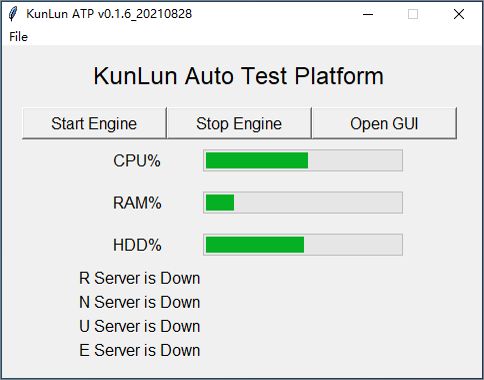 KunLun ATP v0.1.6_20210828
File
KunLun Auto Test Platform
Start Engine Stop Engine Open GUI
CPU%
RAM%
HDD%
R Server is Down
N Server is Down
U Server is Down
E Server is Down